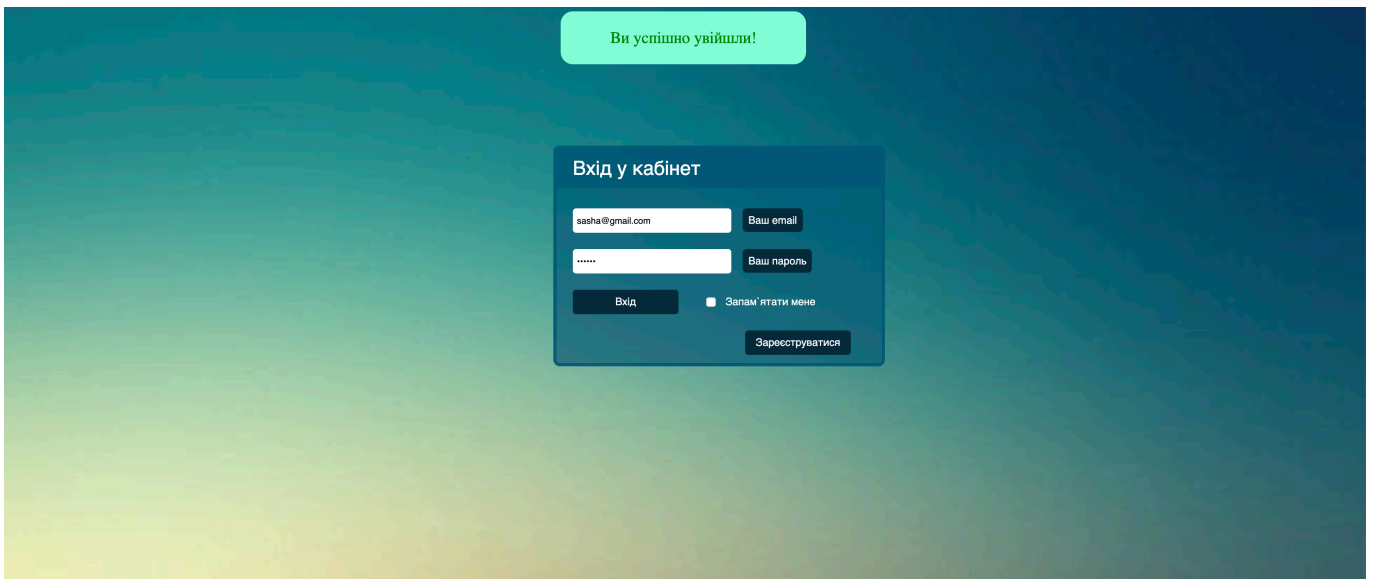 Ви успішно увійшли!
Вхід у кабінет
sasha@gmail.com Ваш email
•••••• Ваш пароль
Вхід Запам`ятати мене
Зареєструватися